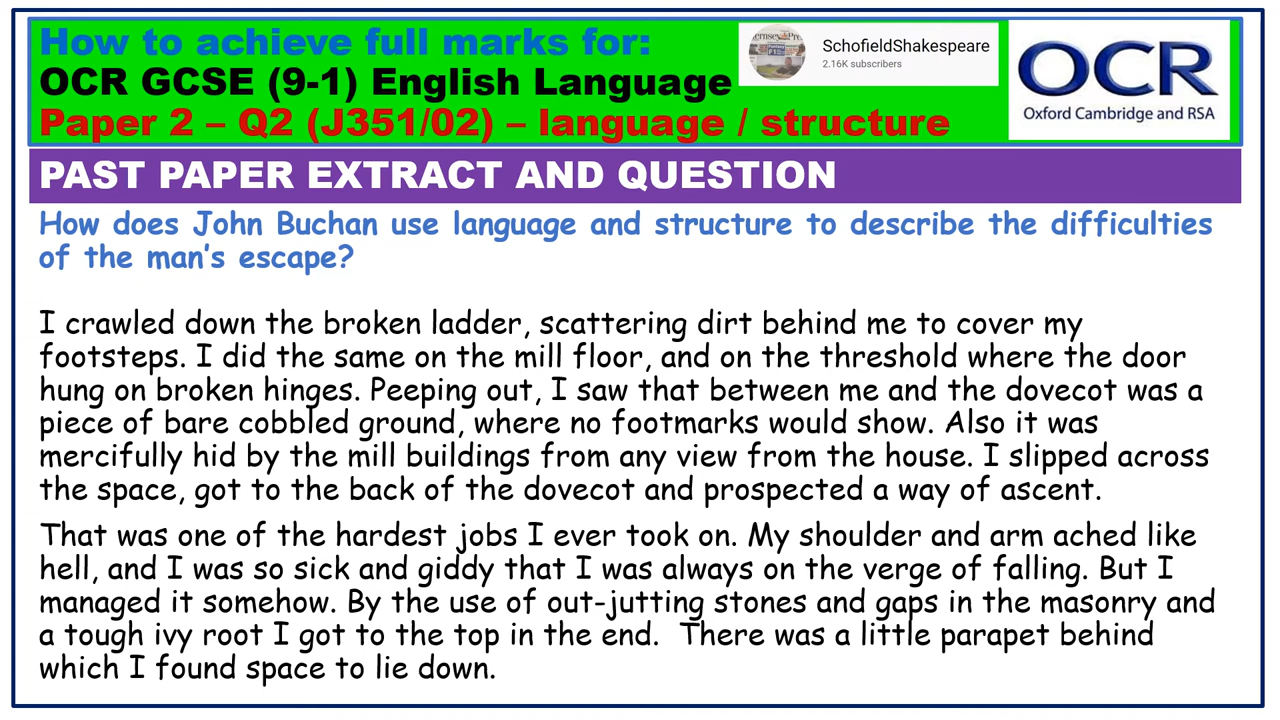 How to achieve full marks for:
OCR GCSE (9-1) English Language
Paper 2 – Q2 (J351/02) – language / structure
SchofieldShakespeare
2.16K subscribers
OCR
Oxford Cambridge and RSA
PAST PAPER EXTRACT AND QUESTION
How does John Buchan use language and structure to describe the difficulties
of the man's escape?
I crawled down the broken ladder, scattering dirt behind me to cover my
footsteps. I did the same on the mill floor, and on the threshold where the door
hung on broken hinges. Peeping out, I saw that between me and the dovecot was a
piece of bare cobbled ground, where no footmarks would show. Also it was
mercifully hid by the mill buildings from any view from the house. I slipped across
the space, got to the back of the dovecot and prospected a way of ascent.
That was one of the hardest jobs I ever took on. My shoulder and arm ached like
hell, and I was so sick and giddy that I was always on the verge of falling. But I
managed it somehow. By the use of out-jutting stones and gaps in the masonry and
a tough ivy root I got to the top in the end.  There was a little parapet behind
which I found space to lie down.